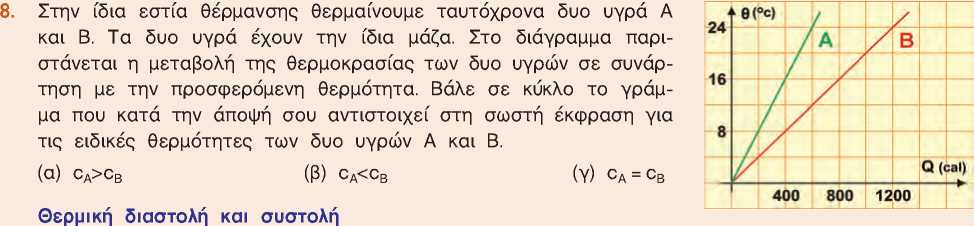 8. Στην ίδια εστία θέρμανσης θερμαίνουμε ταυτόχρονα δυο υγρά Α
και Β. Τα δυο υγρά έχουν την ίδια μάζα. Στο διάγραμμα παρι-
στάνεται η μεταβολή της θερμοκρασίας των δυο υγρών σε συνάρ-
τηση με την προσφερόμενη θερμότητα. Βάλε σε κύκλο το γράμ-
μα που κατά την άποψή σου αντιστοιχεί στη σωστή έκφραση για
τις ειδικές θερμότητες των δυο υγρών Α και Β.
(α) cA>cB (β) cA<cB (γ) cA = cB
Θερμική διαστολή και συστολή
θ (°c)
24
A
B
16
8
Q (cal)
400 800 1200